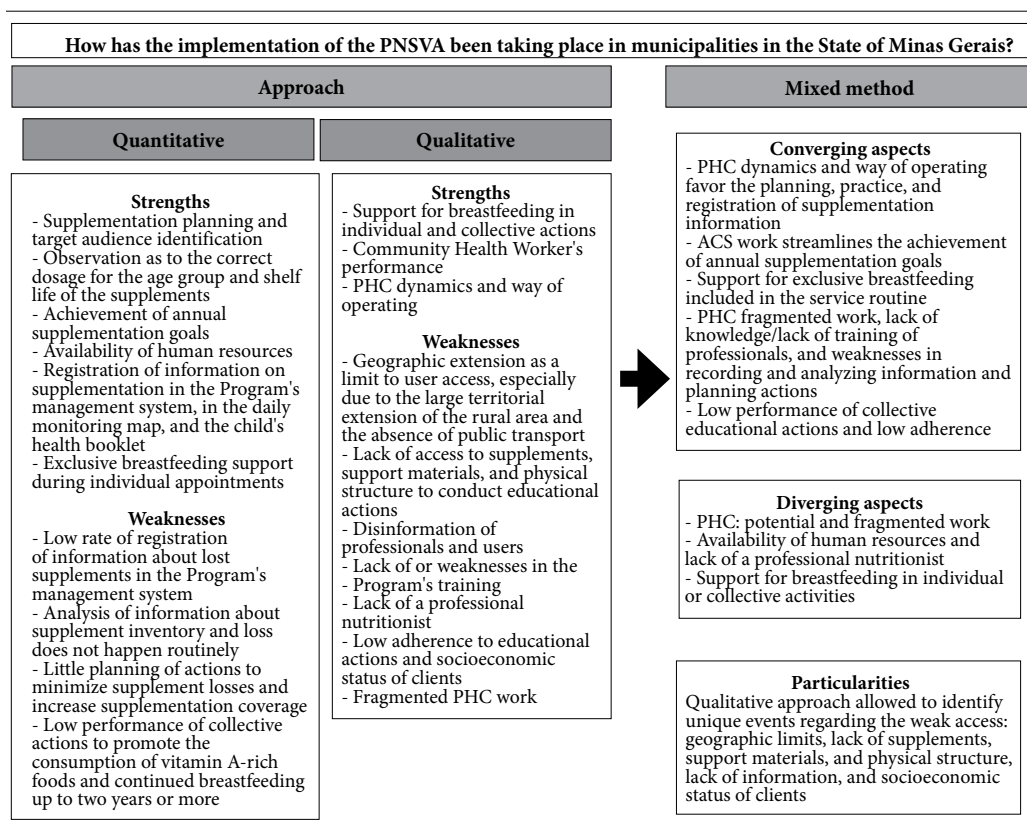 How has the implementation of the PNSVA been taking place in municipalities in the State of Minas Gerais?
Approach
Quantitative
Strengths
- Supplementation planning and
target audience identification
- Observation as to the correct
dosage for the age group and shelf
life of the supplements
- Achievement of annual
supplementation goals
- Availability of human resources
- Registration of information on
supplementation in the Program's
management system, in the daily
monitoring map, and the child's
health booklet
- Exclusive breastfeeding support
during individual appointments
Weaknesses
- Low rate of registration
of information about lost
supplements in the Program's
management system
- Analysis of information about
supplement inventory and loss
does not happen routinely
- Little planning of actions to
minimize supplement losses and
increase supplementation coverage
- Low performance of collective
actions to promote the
consumption of vitamin A-rich
foods and continued breastfeeding
up to two years or more
Qualitative
Strengths
- Support for breastfeeding in
individual and collective actions
- Community Health Worker's
performance
- PHC dynamics and way of
operating
Weaknesses
- Geographic extension as a
limit to user access, especially
due to the large territorial
extension of the rural area and
the absence of public transport
- Lack of access to supplements,
support materials, and physical
structure to conduct educational
actions
- Disinformation of
professionals and users
- Lack of or weaknesses in the
- Program's training
- Lack of a professional
nutritionist
- Low adherence to educational
actions and socioeconomic
status of clients
- Fragmented PHC work
Mixed method
Converging aspects
- PHC dynamics and way of operating
favor the planning, practice, and
registration of supplementation
information
- ACS work streamlines the achievement
of annual supplementation goals
- Support for exclusive breastfeeding
included in the service routine
- PHC fragmented work, lack of
knowledge/lack of training of
professionals, and weaknesses in
recording and analyzing information and
planning actions
- Low performance of collective
educational actions and low adherence
Diverging aspects
- PHC: potential and fragmented work
- Availability of human resources and
lack of a professional nutritionist
- Support for breastfeeding in individual
or collective activities
Particularities
Qualitative approach allowed to identify
unique events regarding the weak access:
geographic limits, lack of supplements,
support materials, and physical structure,
lack of information, and socioeconomic
status of clients